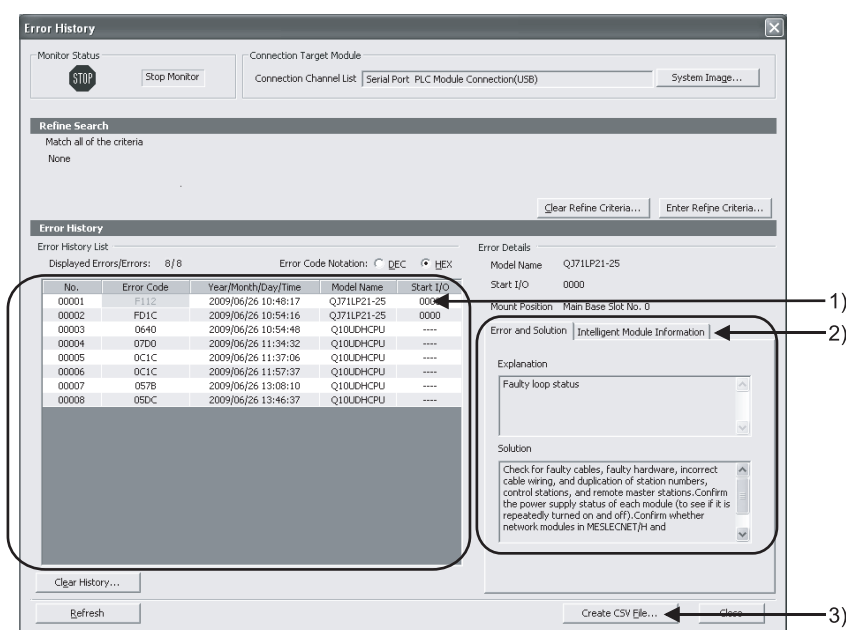 Error History
Monitor Status
STOP
Stop Monitor
Connection Target Module
Connection Channel List Serial Port PLC Module Connection(USB) System Image...
Refine Search
Match all of the criteria
None
Clear Refine Criteria... Enter Refine Criteria...
Error History
Error History List
Displayed Errors/Errors: 8/8 Error Code Notation: DEC HEX
No. Error Code Year/Month/Day/Time Model Name Start I/O
00001 F112 2009/06/26 10:48:17 QJ71LP21-25 0000
00002 FD1C 2009/06/26 10:54:16 QJ71LP21-25 0000
00003 0640 2009/06/26 10:54:48 Q10UDHCPU ----
00004 07D0 2009/06/26 11:34:32 Q10UDHCPU ----
00005 0C1C 2009/06/26 11:37:06 Q10UDHCPU ----
00006 0C1C 2009/06/26 11:57:37 Q10UDHCPU ----
00007 057B 2009/06/26 13:08:10 Q10UDHCPU ----
00008 05DC 2009/06/26 13:46:37 Q10UDHCPU ----
Clear History...
Refresh
Error Details
Model Name QJ71LP21-25
Start I/O 0000
Mount Position Main Base Slot No. 0
Error and Solution Intelligent Module Information
Explanation
Faulty loop status
Solution
Check for faulty cables, faulty hardware, incorrect
cable wiring, and duplication of station numbers,
control stations, and remote master stations.Confirm
the power supply status of each module (to see if it is
repeatedly turned on and off).Confirm whether
network modules in MESLECNET/H and
Create CSV File... Close
1)
2)
3)